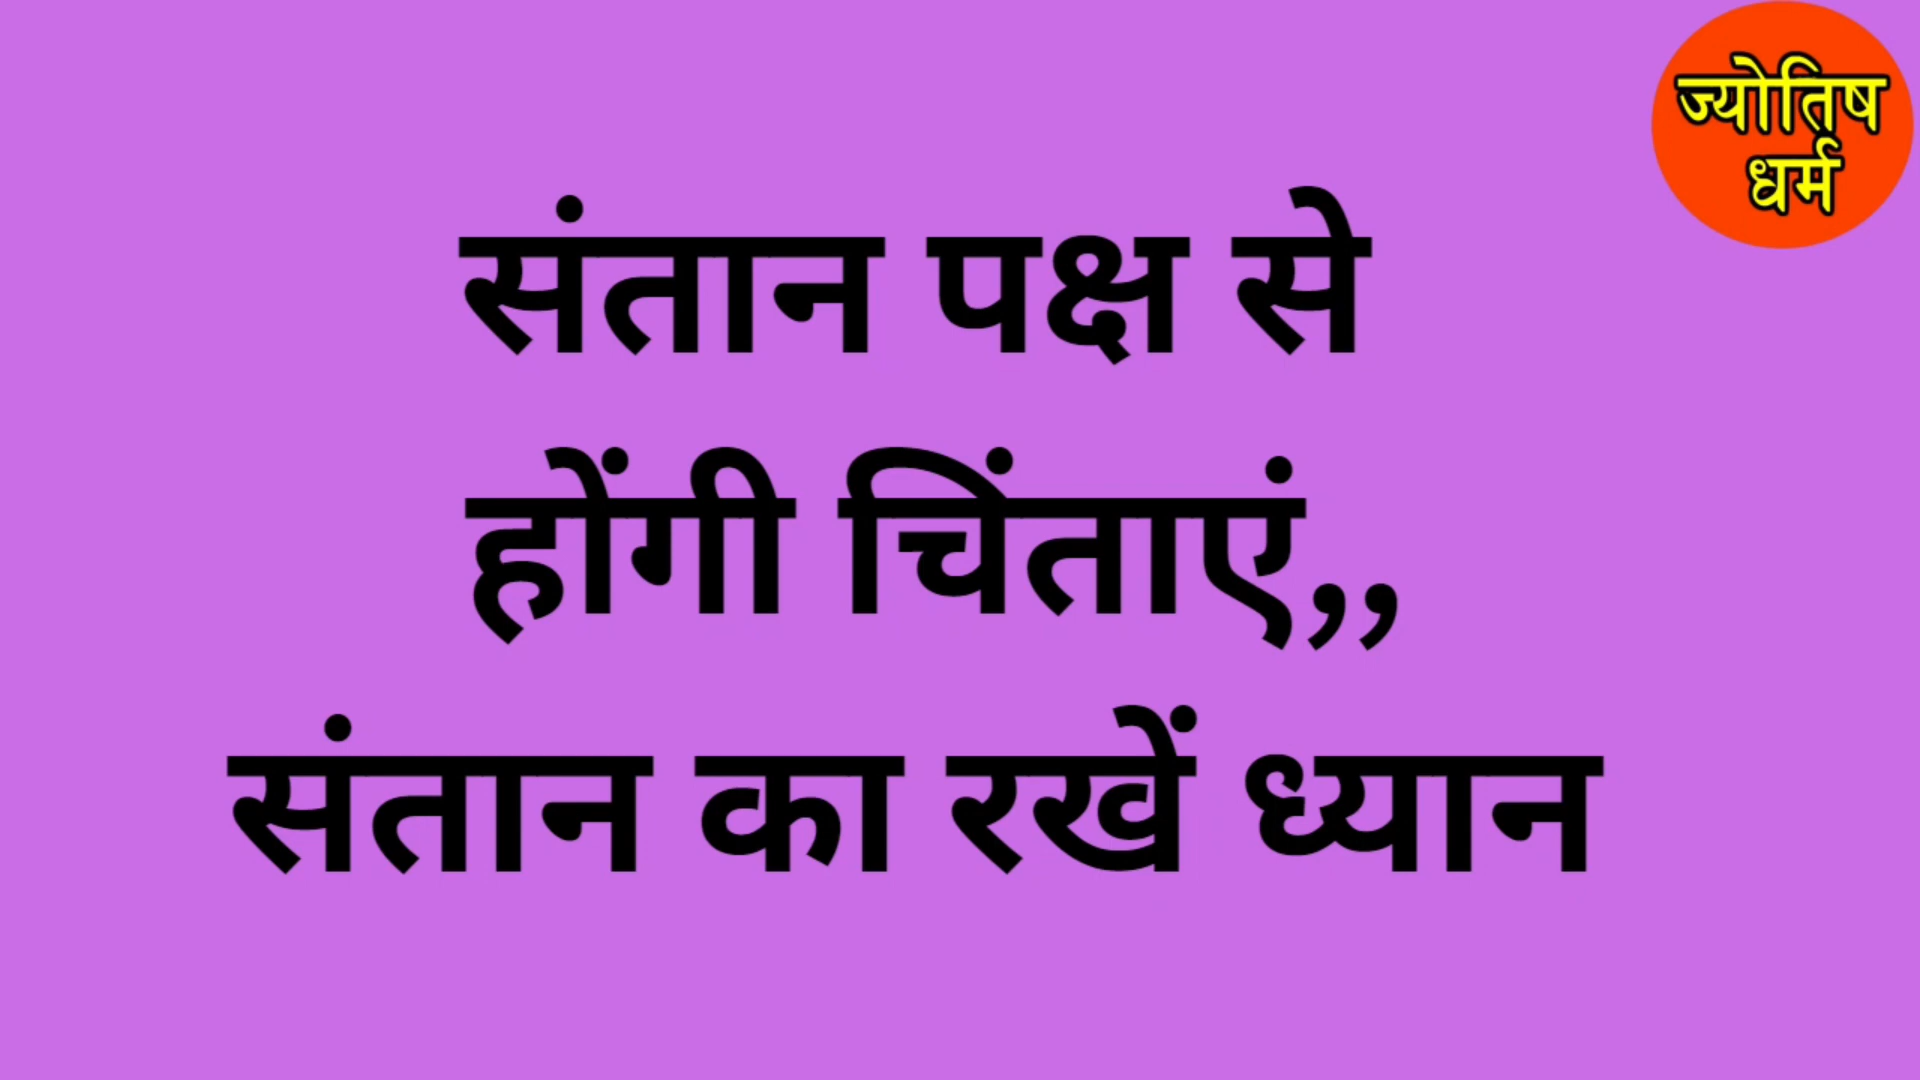 ज्योतिष
धर्म
संतान पक्ष से
होंगी चिंताएं,,
संतान का रखें ध्यान